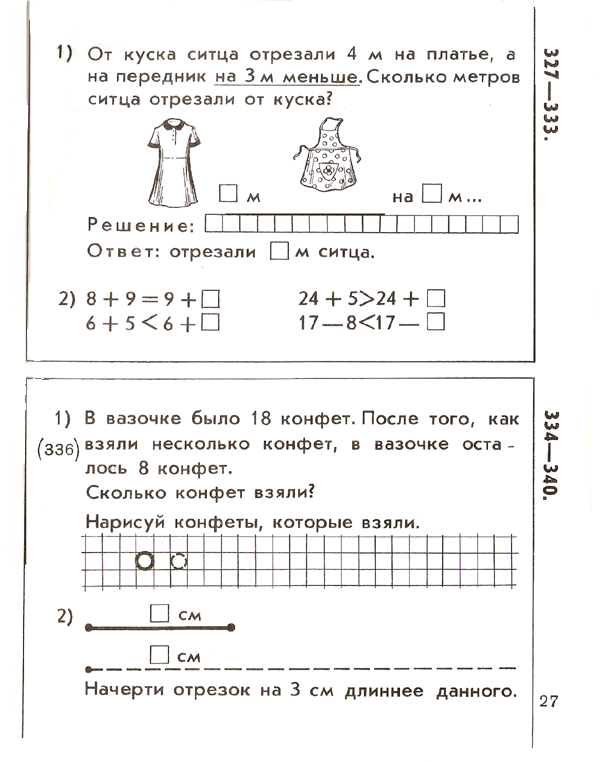 1) От куска ситца отрезали 4 м на платье, а
на передник на 3 м меньше. Сколько метров
ситца отрезали от куска?
□ м на □ м...
Решение:
Ответ: отрезали □ м ситца.
2) 8 + 9 = 9 + □ 24 + 5 > 24 + □
6 + 5 < 6 + □ 17 — 8 < 17 — □
327—333.
1) В вазочке было 18 конфет. После того, как
(336) взяли несколько конфет, в вазочке оста -
лось 8 конфет.
Сколько конфет взяли?
Нарисуй конфеты, которые взяли.
2) □ см
□ см
Начерти отрезок на 3 см длиннее данного.
334—340.
27